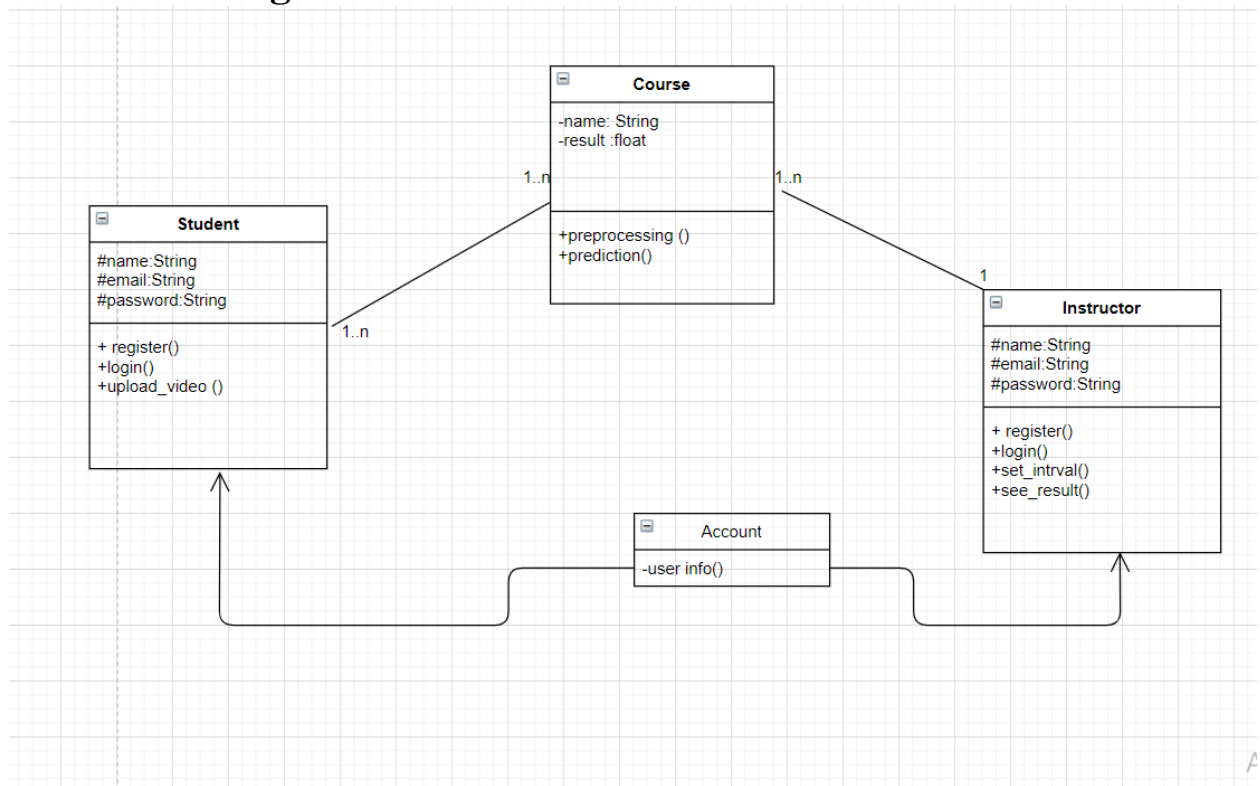 Course
-name: String
-result :float
+preprocessing ()
+prediction()
1..n
1..n
Student
#name:String
#email:String
#password:String
+ register()
+login()
+upload_video ()
1..n
1
Instructor
#name:String
#email:String
#password:String
+ register()
+login()
+set_intrval()
+see_result()
Account
-user info()